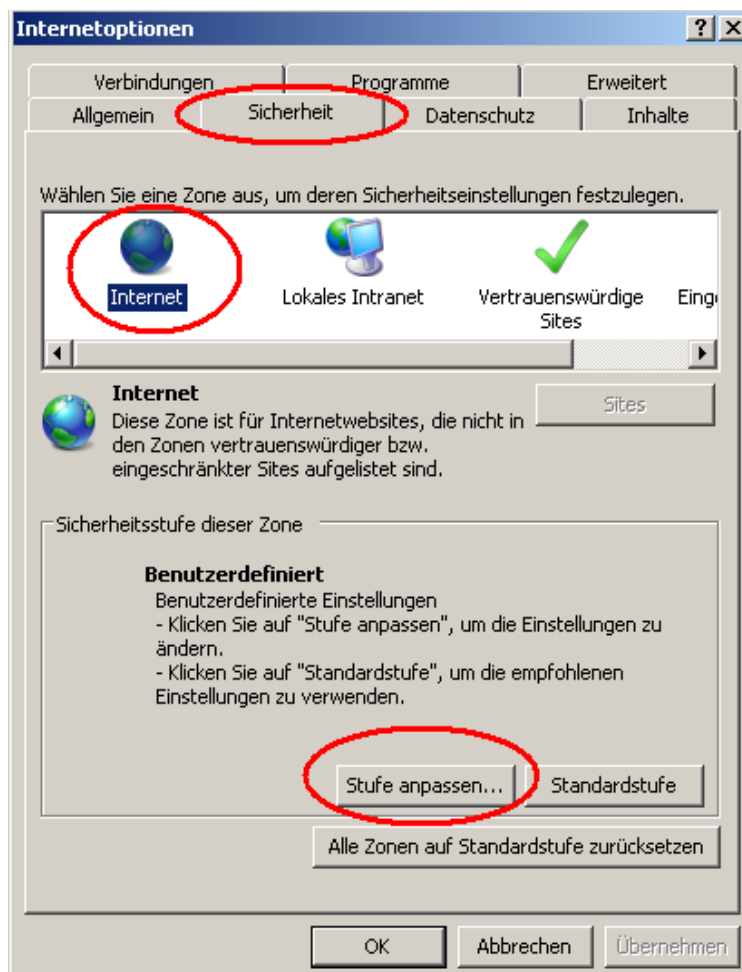 Internetoptionen
Verbindungen Programme Erweitert
Allgemein Sicherheit Datenschutz Inhalte
Wählen Sie eine Zone aus, um deren Sicherheitseinstellungen festzulegen.
Internet Lokales Intranet Vertrauenswürdige Eing
Sites
Internet Sites
Diese Zone ist für Internetwebsites, die nicht in
den Zonen vertrauenswürdiger bzw.
eingeschränkter Sites aufgelistet sind.
Sicherheitsstufe dieser Zone
Benutzerdefiniert
Benutzerdefinierte Einstellungen
- Klicken Sie auf "Stufe anpassen", um die Einstellungen zu
ändern.
- Klicken Sie auf "Standardstufe", um die empfohlenen
Einstellungen zu verwenden.
Stufe anpassen... Standardstufe
Alle Zonen auf Standardstufe zurücksetzen
OK Abbrechen Übernehmen